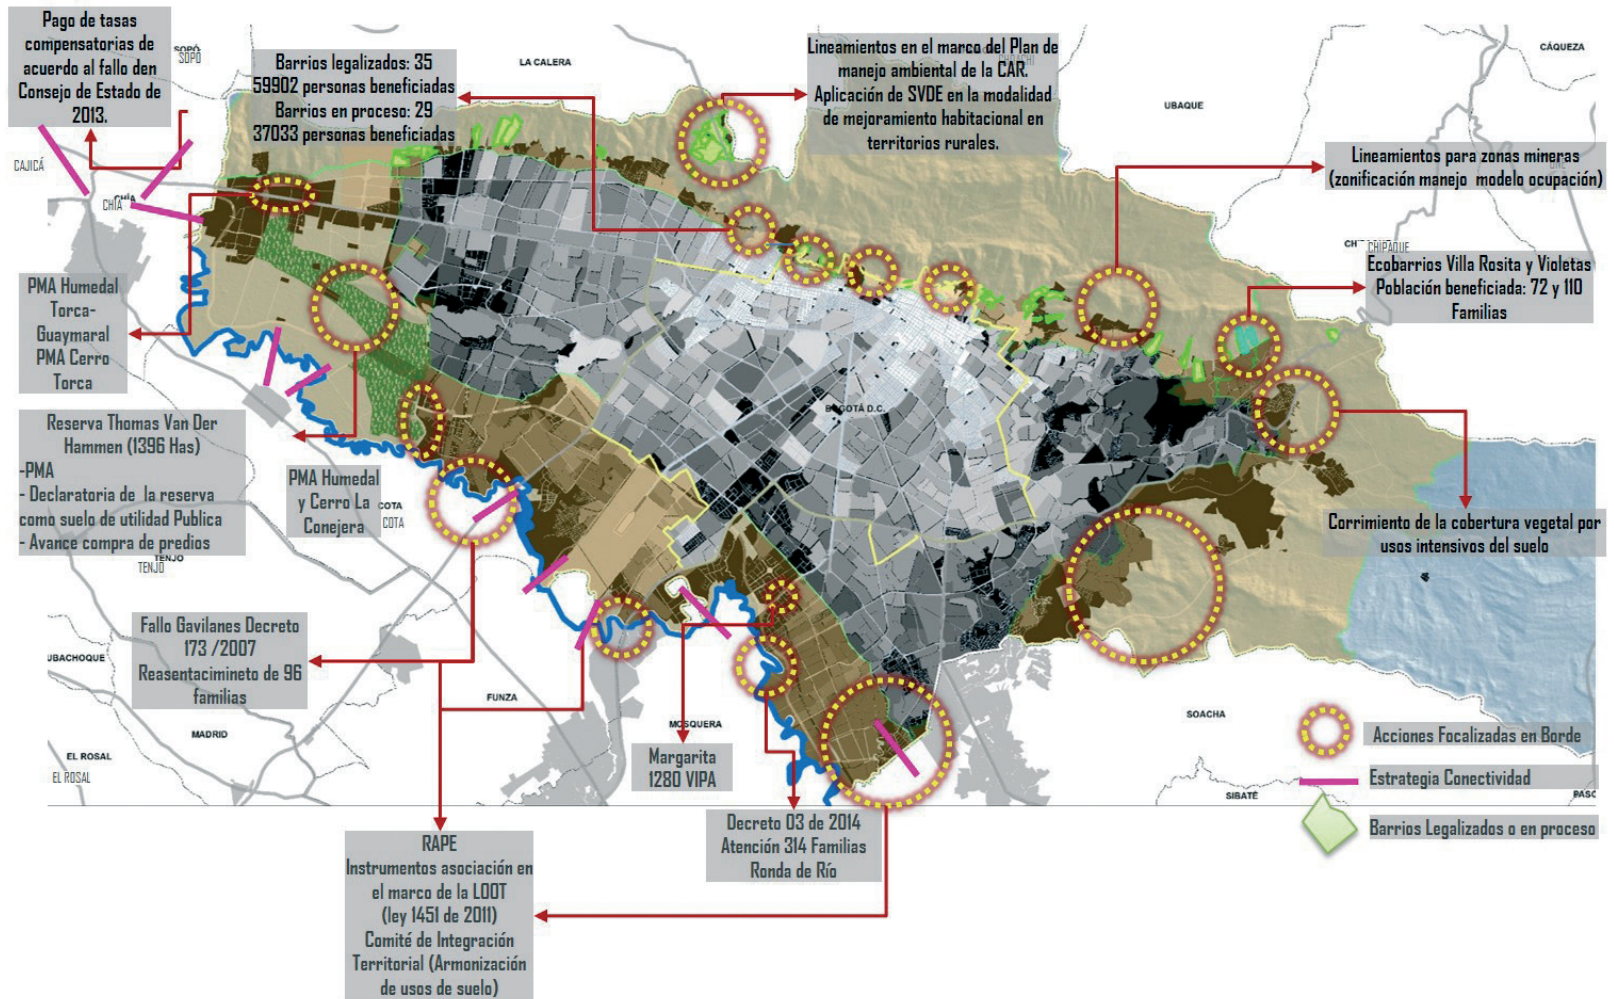 Pago de tasas
compensatorias de
acuerdo al fallo den
Consejo de Estado de
2013.
SOPÓ
SOPÓ
Barrios legalizados: 35
59902 personas beneficiadas
Barrios en proceso: 29
37033 personas beneficiadas
LA CALERA
Lineamientos en el marco del Plan de
manejo ambiental de la CAR.
Aplicación de SVDE en la modalidad
de mejoramiento habitacional en
territorios rurales.
CÁQUEZA
UBAQUE
Lineamientos para zonas mineras
(zonificación manejo modelo ocupación)
CAJICÁ
CHÍA
CHÍA
CHIPAQUE
Ecobarrios Villa Rosita y Violetas
Población beneficiada: 72 y 110
Familias
PMA Humedal
Torca-
Guaymaral
PMA Cerro
Torca
BOGOTÁ D.C.
Reserva Thomas Van Der
Hammen (1396 Has)
-PMA
- Declaratoria de la reserva
como suelo de utilidad Publica
- Avance compra de predios
PMA Humedal
y Cerro La
Conejera
COTA
COTA
Corrimiento de la cobertura vegetal por
usos intensivos del suelo
TENJO
TENJO
Fallo Gavilanes Decreto
173 /2007
Reasentacimineto de 96
familias
UBACHOQUE
FUNZA
MADRID
MOSQUERA
SOACHA
EL ROSAL
EL ROSAL
Margarita
1280 VIPA
Acciones Focalizadas en Borde
Estrategia Conectividad
SIBATÉ
PASC
Barrios Legalizados o en proceso
Decreto 03 de 2014
Atención 314 Familias
Ronda de Río
RAPE
Instrumentos asociación en
el marco de la LOOT
(ley 1451 de 2011)
Comité de Integración
Territorial (Armonización
de usos de suelo)